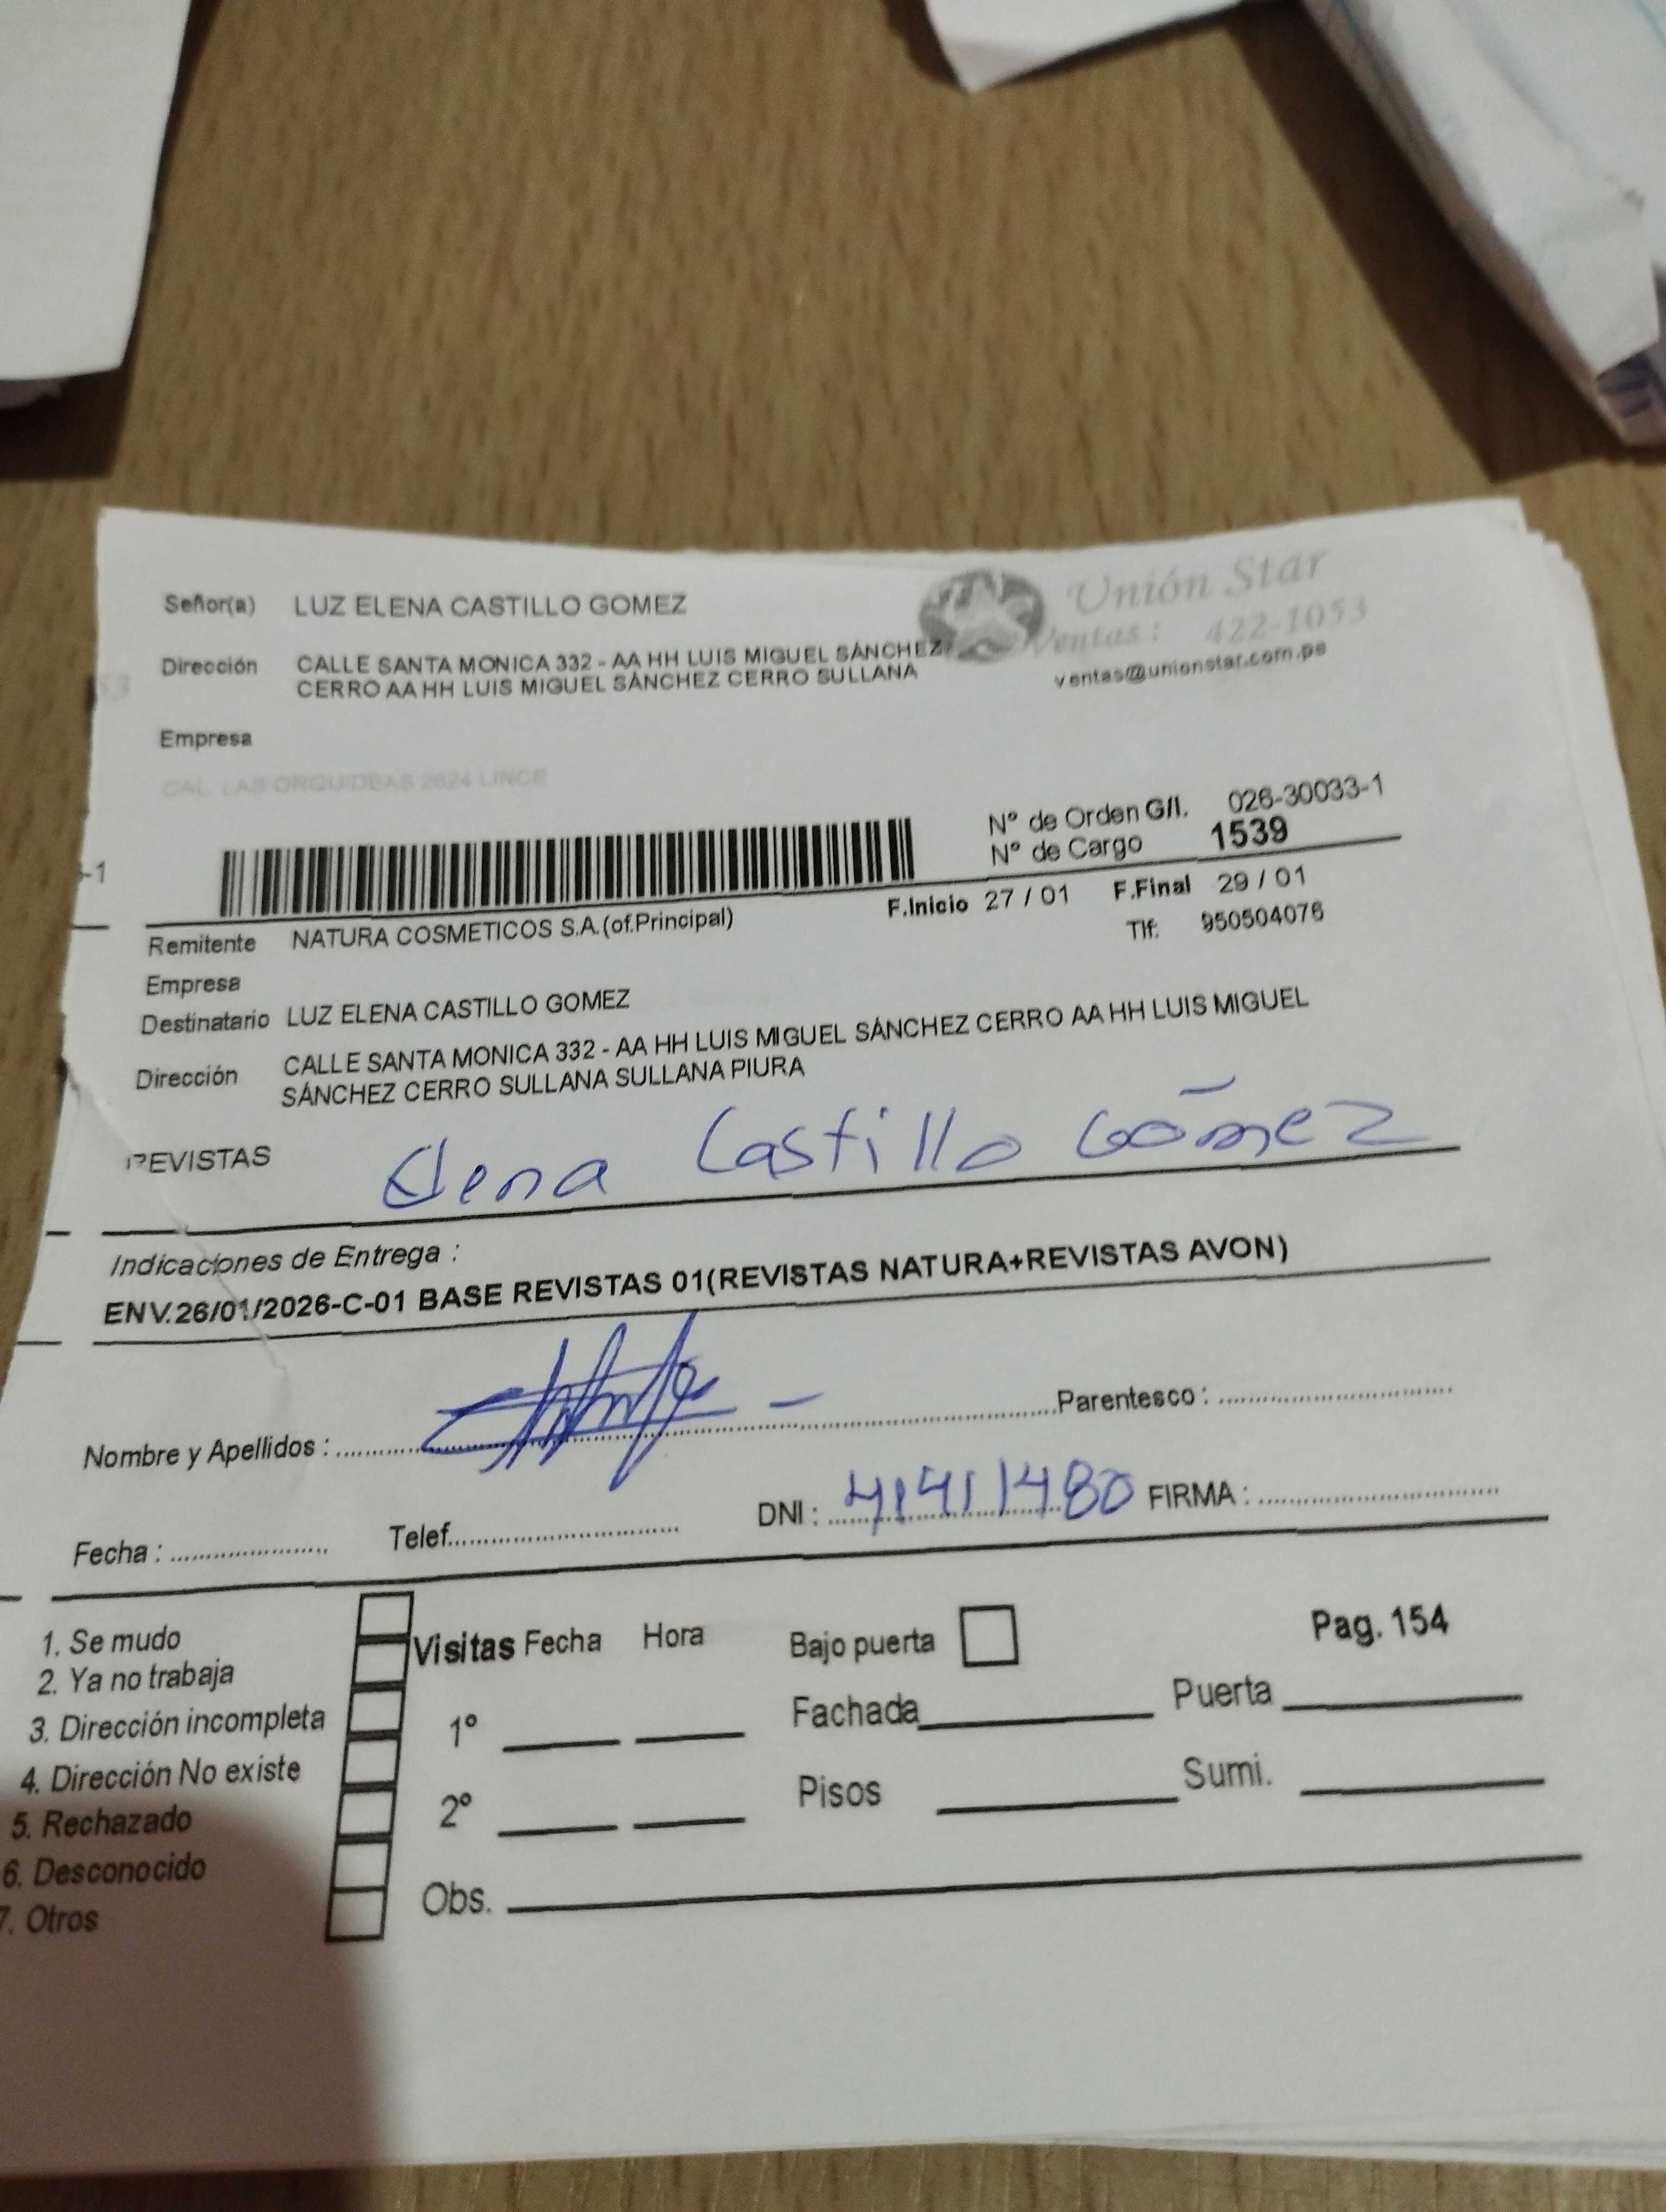 Señor(a) LUZ ELENA CASTILLO GOMEZ
Unión Star
Ventas : 422-1053
ventas@unionstar.com.pe
Dirección CALLE SANTA MONICA 332 - AA HH LUIS MIGUEL SÁNCHEZ
CERRO AA HH LUIS MIGUEL SÁNCHEZ CERRO SULLANA
Empresa
CAL. LAS ORQUIDEAS 2624 LINCE
Nº de Orden G/I. 026-30033-1
Nº de Cargo 1539
-1
F.Inicio 27 / 01 F.Final 29 / 01
Remitente NATURA COSMETICOS S.A.(of.Principal) Tlf: 950504076
Empresa
Destinatario LUZ ELENA CASTILLO GOMEZ
Dirección CALLE SANTA MONICA 332 - AA HH LUIS MIGUEL SÁNCHEZ CERRO AA HH LUIS MIGUEL
SÁNCHEZ CERRO SULLANA SULLANA PIURA
REVISTAS Elena Castillo Gómez
Indicaciones de Entrega :
ENV.26/01/2026-C-01 BASE REVISTAS 01(REVISTAS NATURA+REVISTAS AVON)
Nombre y Apellidos : Parentesco :
Fecha : Telef. DNI : 41411480 FIRMA :
1. Se mudo
2. Ya no trabaja
3. Dirección incompleta
4. Dirección No existe
5. Rechazado
6. Desconocido
7. Otros
Visitas Fecha Hora Bajo puerta Pag. 154
1º Fachada Puerta
2º Pisos Sumi.
Obs.